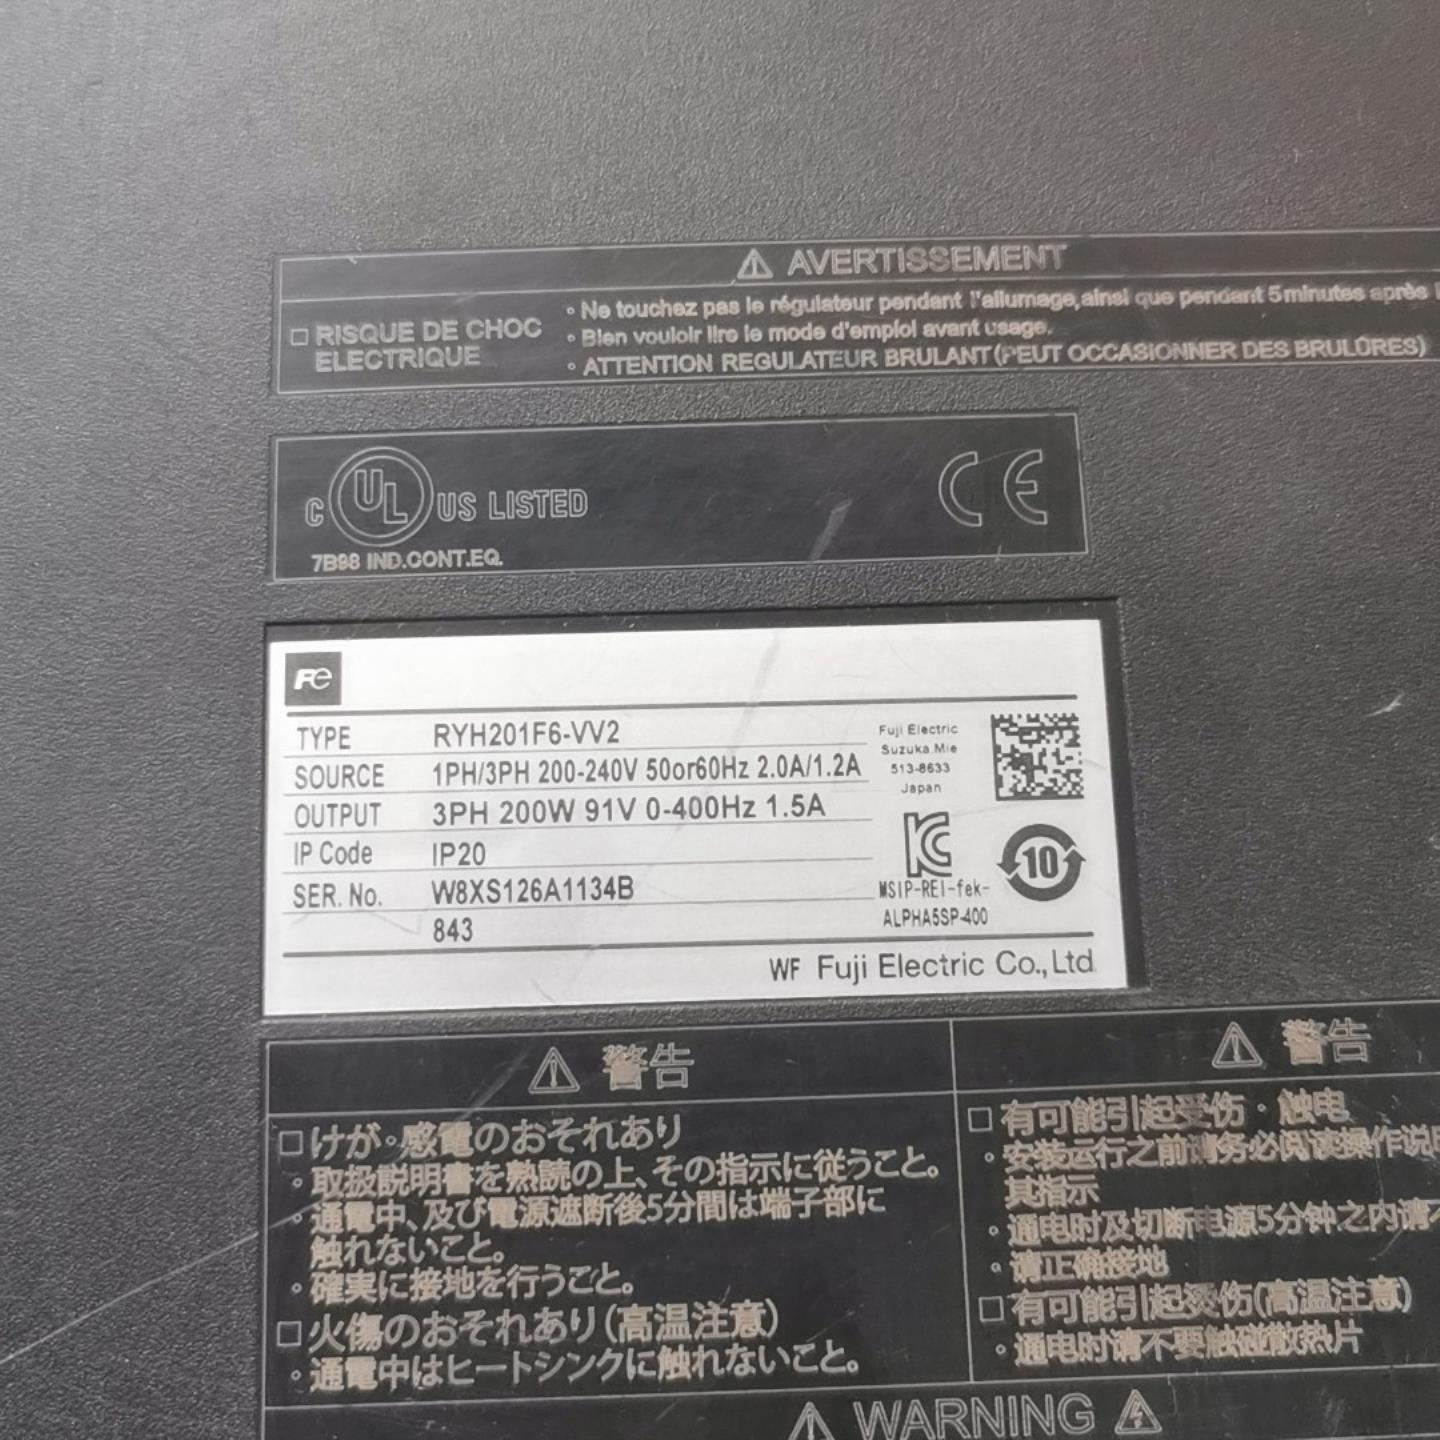 AVERTISSEMENT
□ RISQUE DE CHOC
ELECTRIQUE
◦ Ne touchez pas le régulateur pendant l'allumage, ainsi que pendant 5 minutes après
◦ Bien vouloir lire le mode d'emploi avant usage.
◦ ATTENTION REGULATEUR BRULANT (PEUT OCCASIONNER DES BRULÛRES)
C UL US LISTED
CE
7B98 IND.CONT.EQ.
Fe
TYPE RYH201F6-VV2
SOURCE 1PH/3PH 200-240V 50or60Hz 2.0A/1.2A
OUTPUT 3PH 200W 91V 0-400Hz 1.5A
IP Code IP20
SER. No. W8XS126A1134B
843
Fuji Electric
Suzuka.Mie
513-8633
Japan
10
MSIP-REI-fek-
ALPHA5SP-400
WF Fuji Electric Co., Ltd.
警告
□ けが・感電のおそれあり
◦ 取扱説明書を熟読の上、その指示に従うこと。
◦ 通電中、及び電源遮断後5分間は端子部に
触れないこと。
◦ 確実に接地を行うこと。
□ 火傷のおそれあり(高温注意)
◦ 通電中はヒートシンクに触れないこと。
警告
□ 有可能引起受伤・触电
◦ 安装运行之前请务必阅读操作说
其指示
◦ 通电时及切断电源5分钟之内请
◦ 请正确接地
□ 有可能引起烫伤(高温注意)
◦ 通电时请不要触碰散热片
WARNING